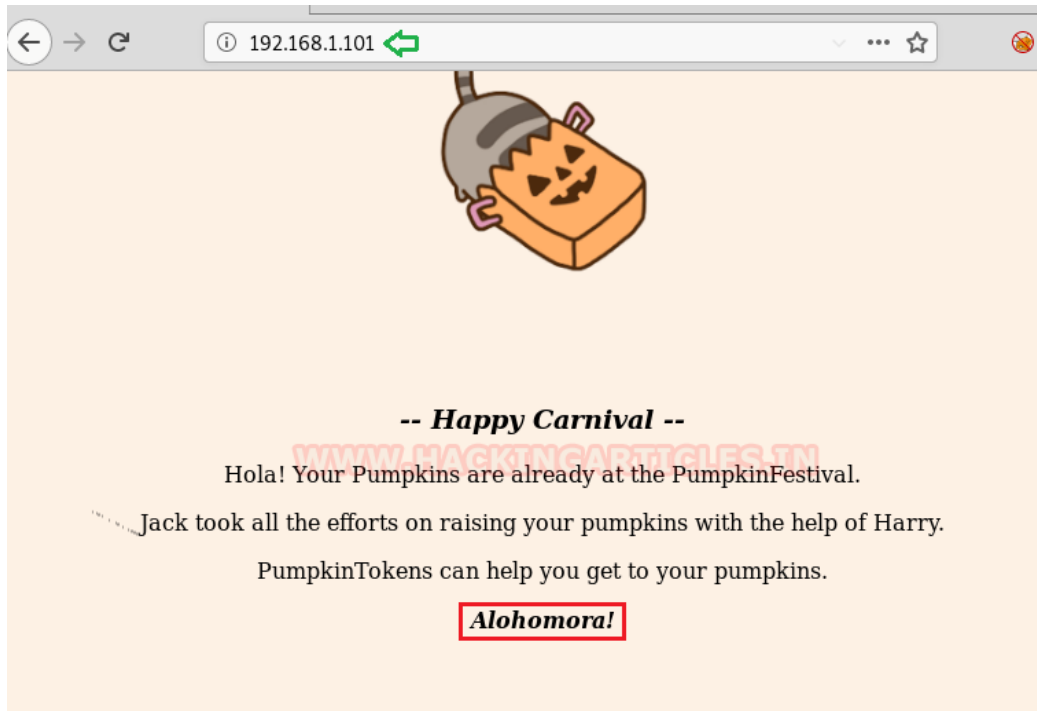 192.168.1.101
-- Happy Carnival --
WWW.HACKINGARTICLES.IN
Hola! Your Pumpkins are already at the PumpkinFestival.
Jack took all the efforts on raising your pumpkins with the help of Harry.
PumpkinTokens can help you get to your pumpkins.
Alohomora!